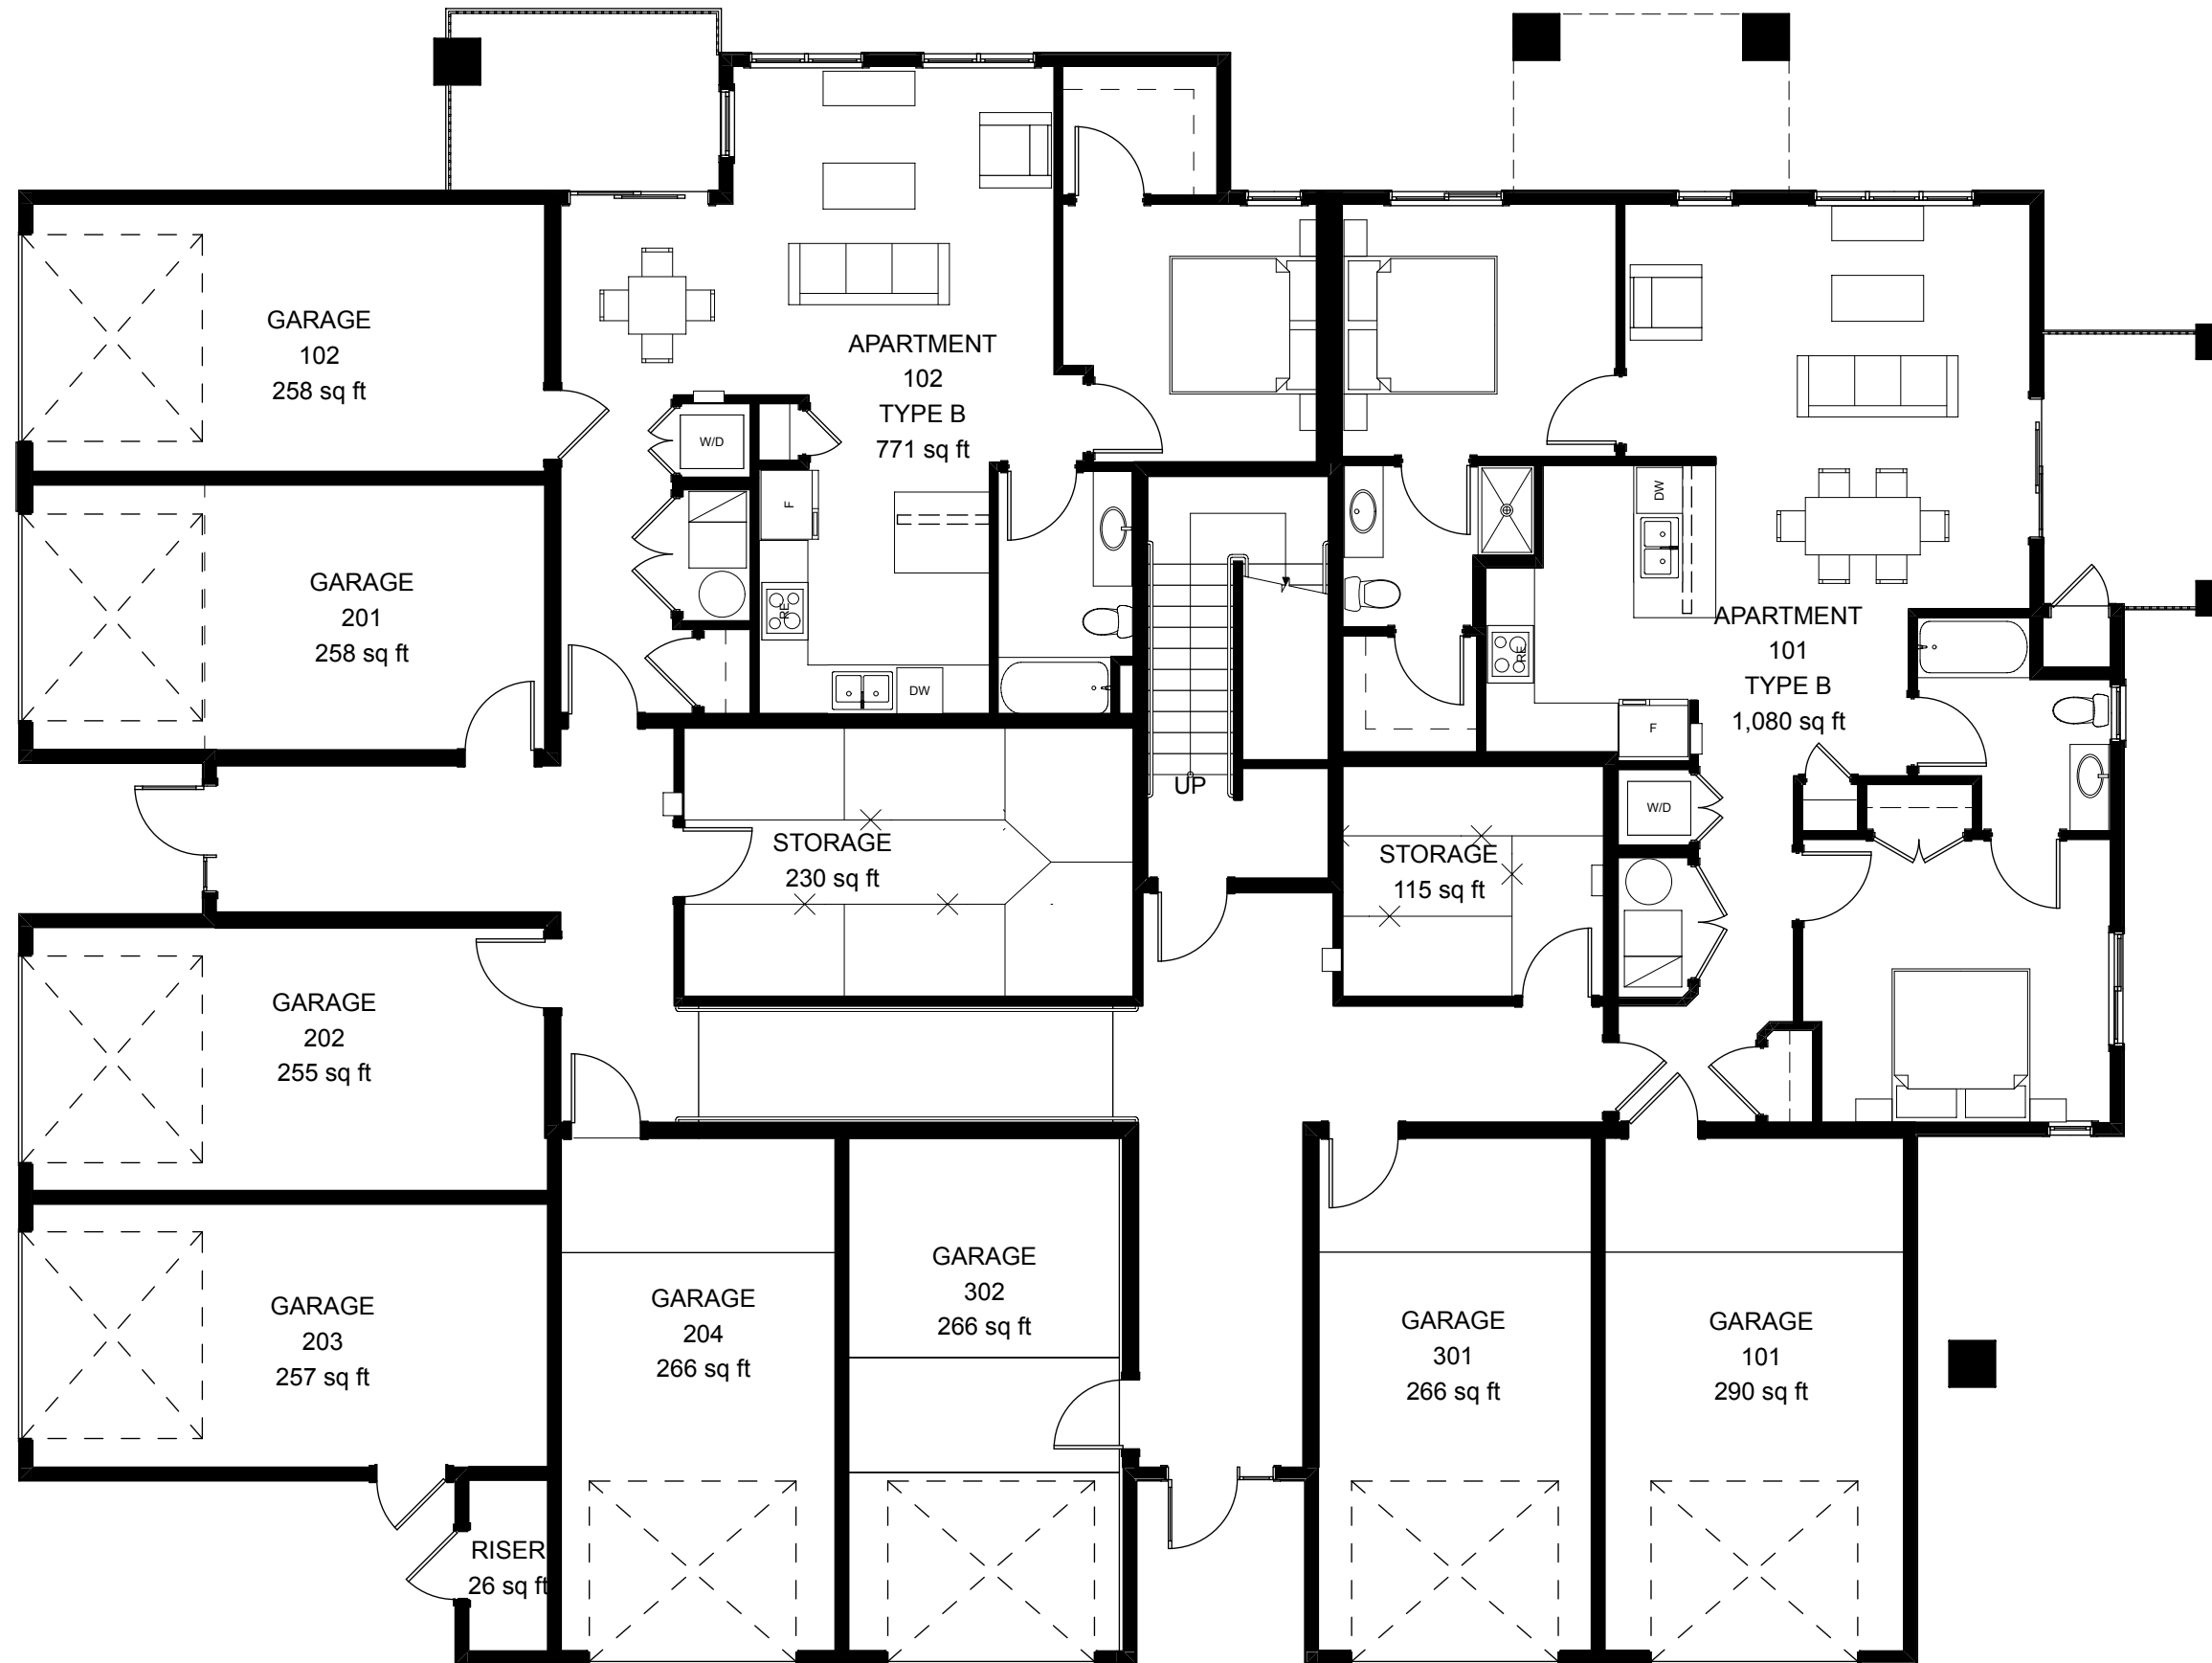 GARAGE
102
258 sq ft
APARTMENT
102
TYPE B
771 sq ft
W/D
F
RE
DW
GARAGE
201
258 sq ft
DW
RE
F
APARTMENT
101
TYPE B
1,080 sq ft
UP
W/D
STORAGE
230 sq ft
STORAGE
115 sq ft
GARAGE
202
255 sq ft
GARAGE
203
257 sq ft
GARAGE
204
266 sq ft
GARAGE
302
266 sq ft
GARAGE
301
266 sq ft
GARAGE
101
290 sq ft
RISER
26 sq ft